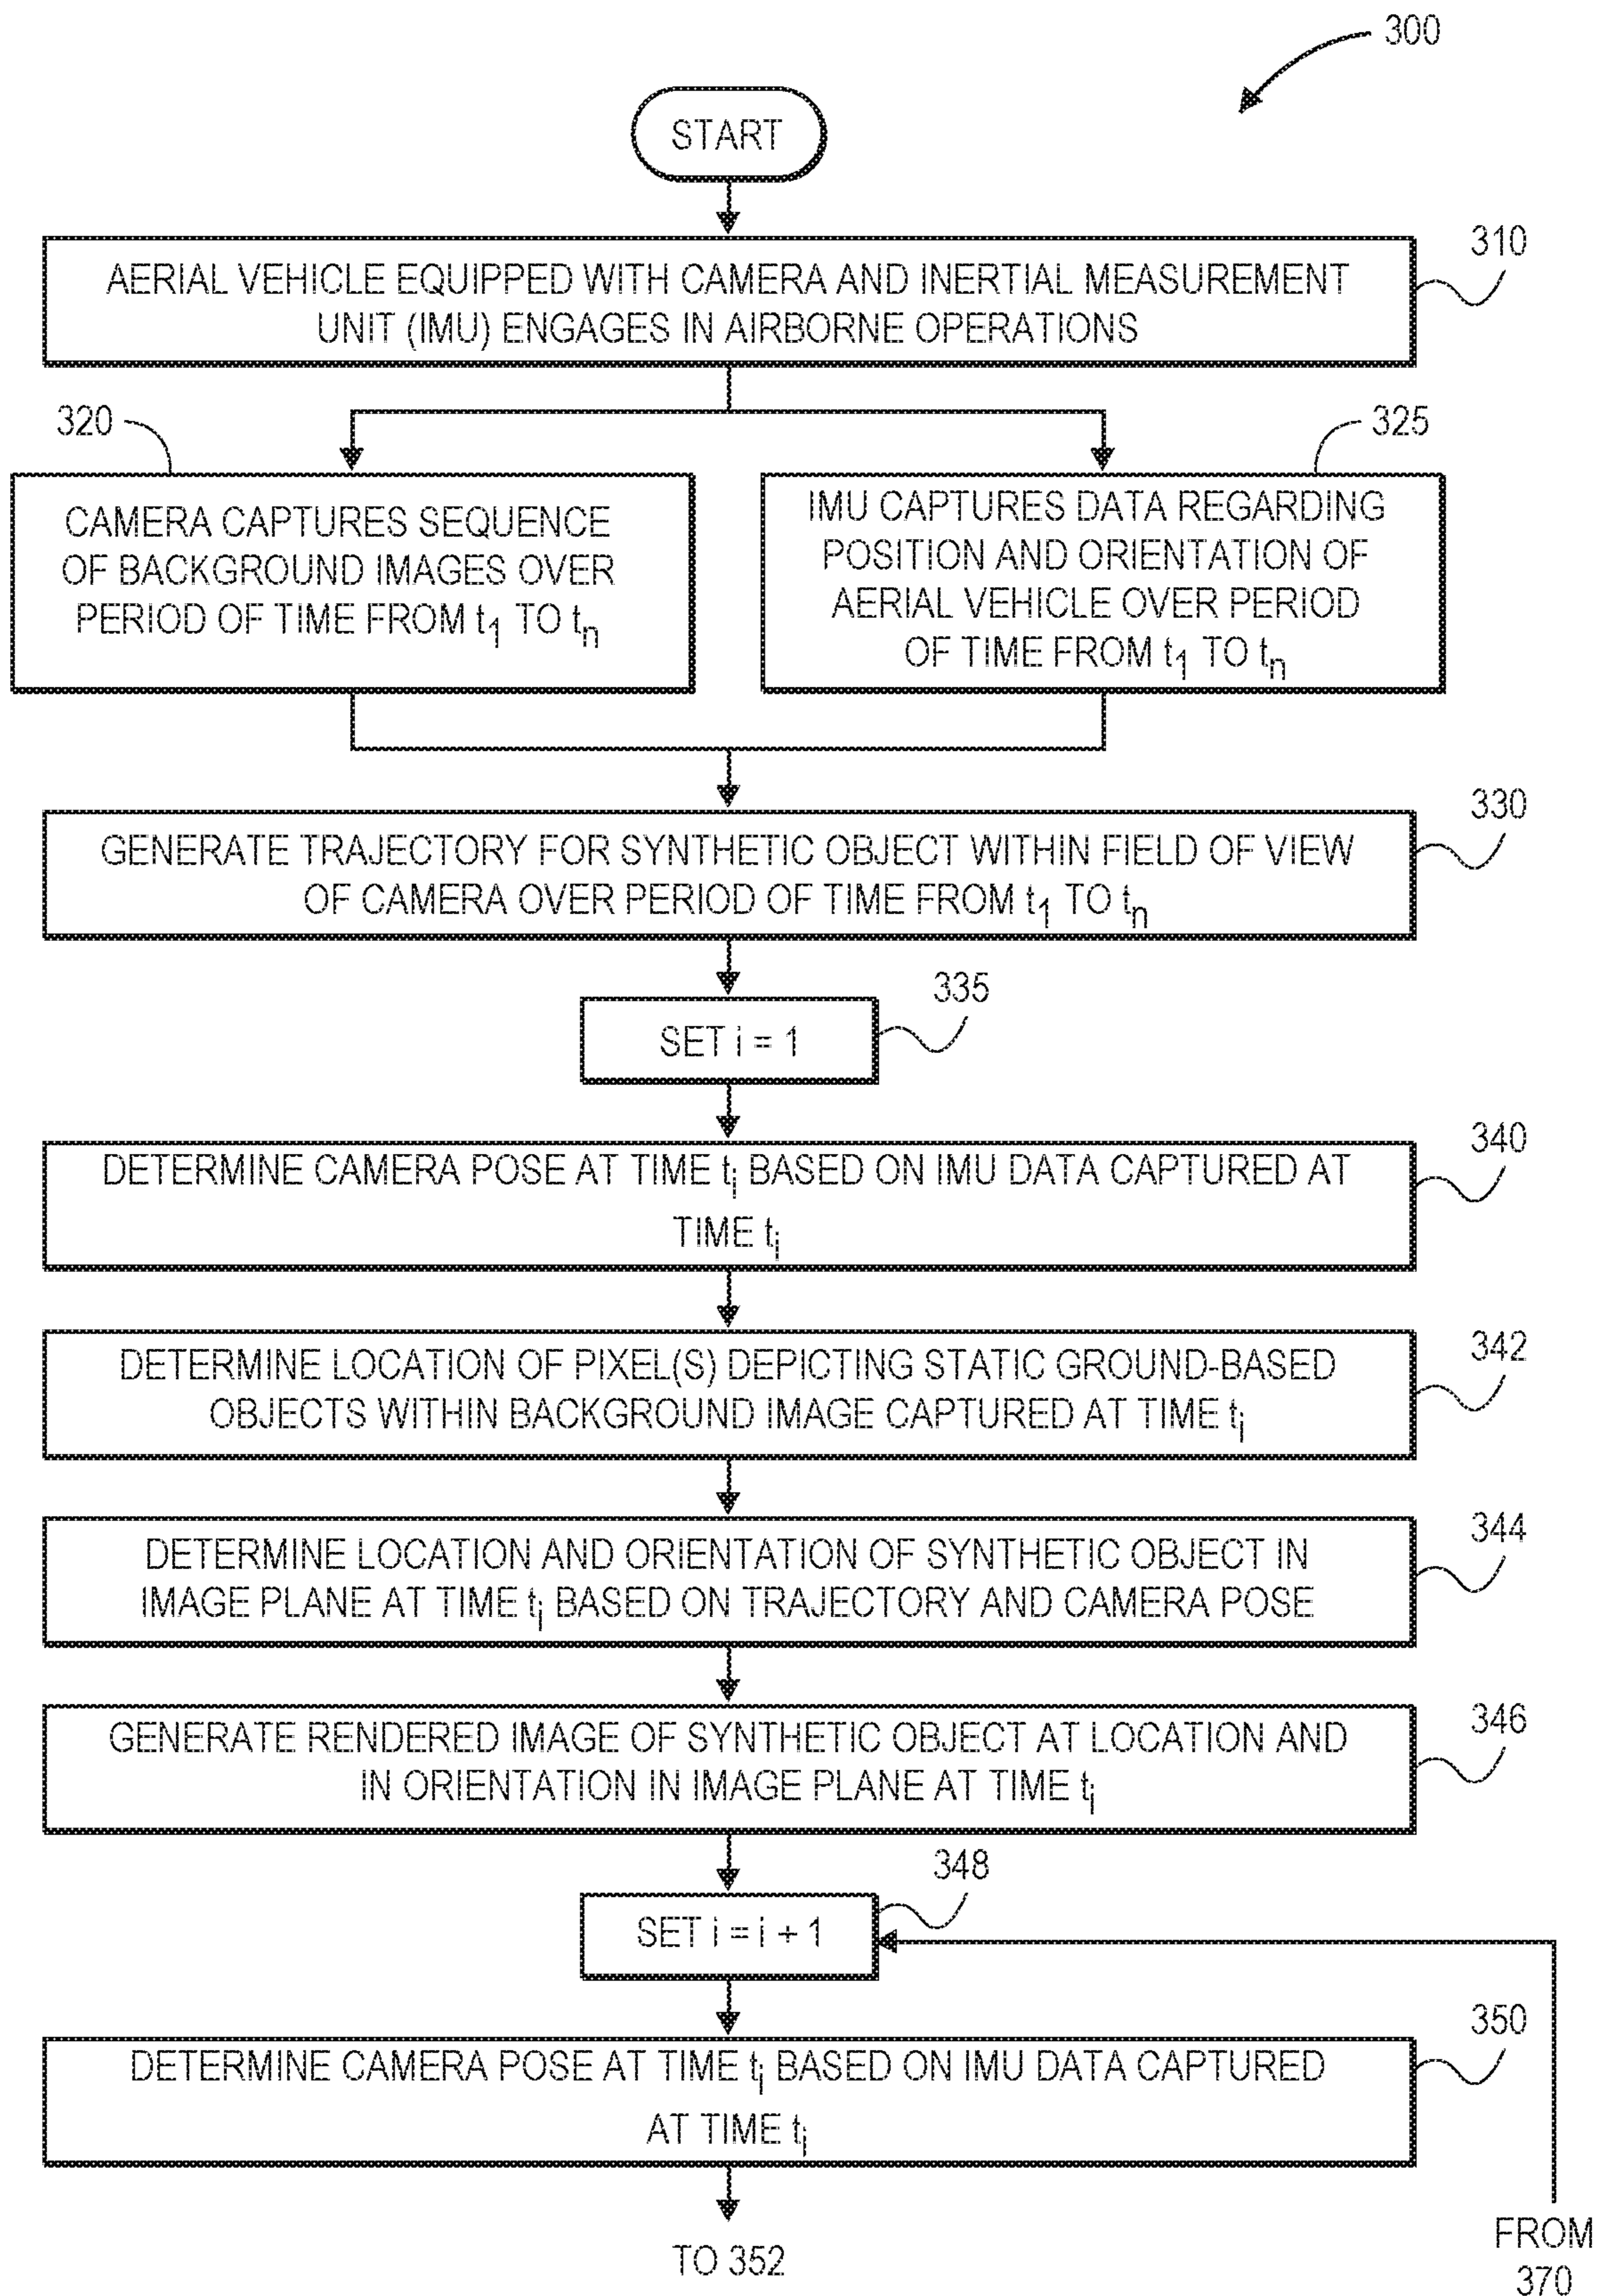 300
START
310
AERIAL VEHICLE EQUIPPED WITH CAMERA AND INERTIAL MEASUREMENT
UNIT (IMU) ENGAGES IN AIRBORNE OPERATIONS
320
CAMERA CAPTURES SEQUENCE
OF BACKGROUND IMAGES OVER
PERIOD OF TIME FROM t1 TO tn
325
IMU CAPTURES DATA REGARDING
POSITION AND ORIENTATION OF
AERIAL VEHICLE OVER PERIOD
OF TIME FROM t1 TO tn
330
GENERATE TRAJECTORY FOR SYNTHETIC OBJECT WITHIN FIELD OF VIEW
OF CAMERA OVER PERIOD OF TIME FROM t1 TO tn
335
SET i = 1
340
DETERMINE CAMERA POSE AT TIME ti BASED ON IMU DATA CAPTURED AT
TIME ti
342
DETERMINE LOCATION OF PIXEL(S) DEPICTING STATIC GROUND-BASED
OBJECTS WITHIN BACKGROUND IMAGE CAPTURED AT TIME ti
344
DETERMINE LOCATION AND ORIENTATION OF SYNTHETIC OBJECT IN
IMAGE PLANE AT TIME ti BASED ON TRAJECTORY AND CAMERA POSE
346
GENERATE RENDERED IMAGE OF SYNTHETIC OBJECT AT LOCATION AND
IN ORIENTATION IN IMAGE PLANE AT TIME ti
348
SET i = i + 1
350
DETERMINE CAMERA POSE AT TIME ti BASED ON IMU DATA CAPTURED
AT TIME ti
TO 352
FROM
370